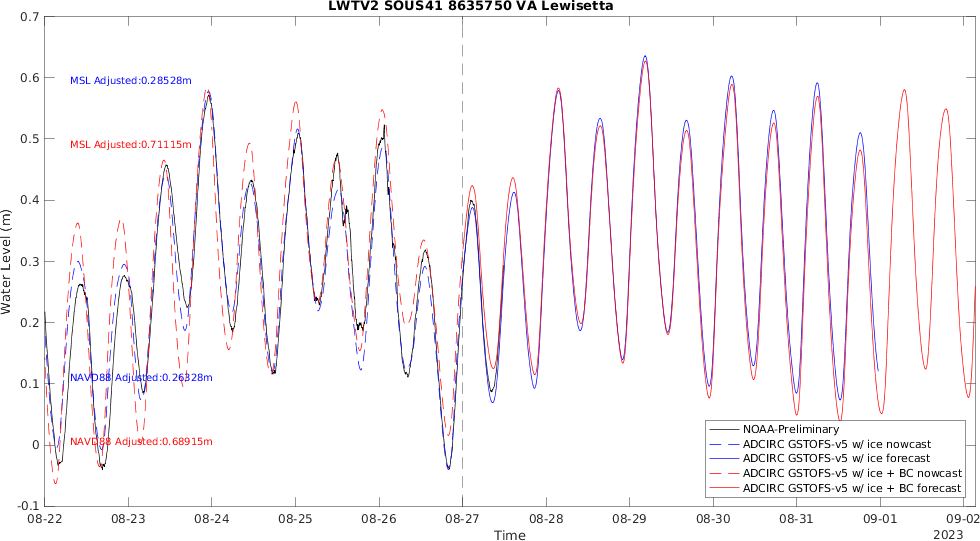 LWTV2 SOUS41 8635750 VA Lewisetta
0.7
0.6
0.5
0.4
0.3
0.2
0.1
0
-0.1
Water Level (m)
MSL Adjusted:0.28528m
MSL Adjusted:0.71115m
NAVD88 Adjusted:0.26328m
NAVD88 Adjusted:0.68915m
NOAA-Preliminary
ADCIRC GSTOFS-v5 w/ ice nowcast
ADCIRC GSTOFS-v5 w/ ice forecast
ADCIRC GSTOFS-v5 w/ ice + BC nowcast
ADCIRC GSTOFS-v5 w/ ice + BC forecast
08-22 08-23 08-24 08-25 08-26 08-27 08-28 08-29 08-30 08-31 09-01 09-02
Time
2023